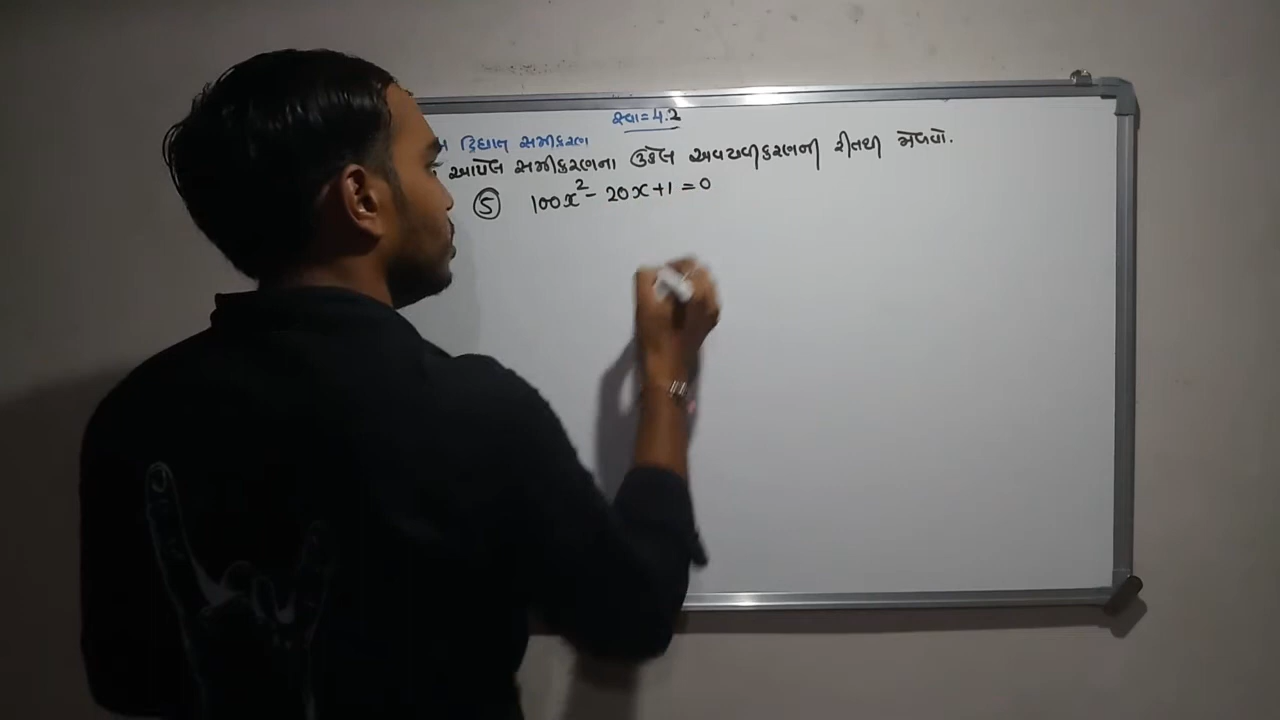 સ્વા=4.2
દ્વિઘાત સમીકરણ
આપેલ સમીકરણના ઉકેલ અવયવીકરણની રીતથી મેળવો.
⑤ 100x² - 20x + 1 = 0